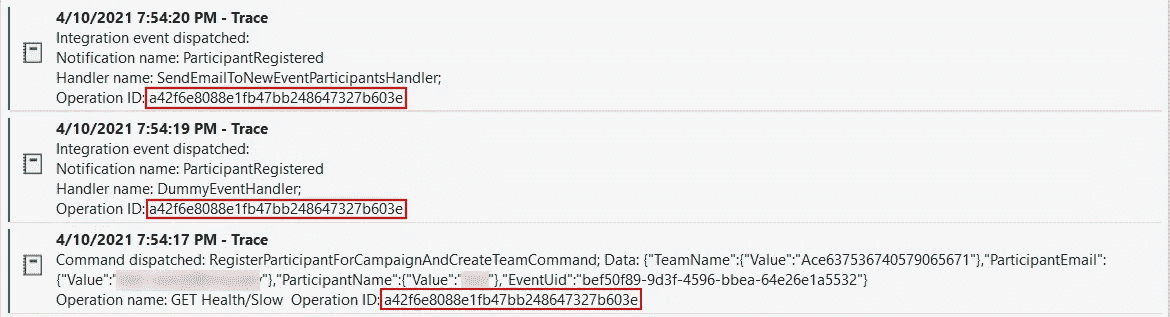 4/10/2021 7:54:20 PM - Trace
Integration event dispatched:
Notification name: ParticipantRegistered
Handler name: SendEmailToNewEventParticipantsHandler;
Operation ID: a42f6e8088e1fb47bb248647327b603e
4/10/2021 7:54:19 PM - Trace
Integration event dispatched:
Notification name: ParticipantRegistered
Handler name: DummyEventHandler;
Operation ID: a42f6e8088e1fb47bb248647327b603e
4/10/2021 7:54:17 PM - Trace
Command dispatched: RegisterParticipantForCampaignAndCreateTeamCommand; Data: {"TeamName":{"Value":"Ace637536740579065671"},"ParticipantEmail":
{"Value":" "},"ParticipantName":{"Value":" "},"EventUid":"bef50f89-9d3f-4596-bbea-64e26e1a5532"}
Operation name: GET Health/Slow Operation ID: a42f6e8088e1fb47bb248647327b603e